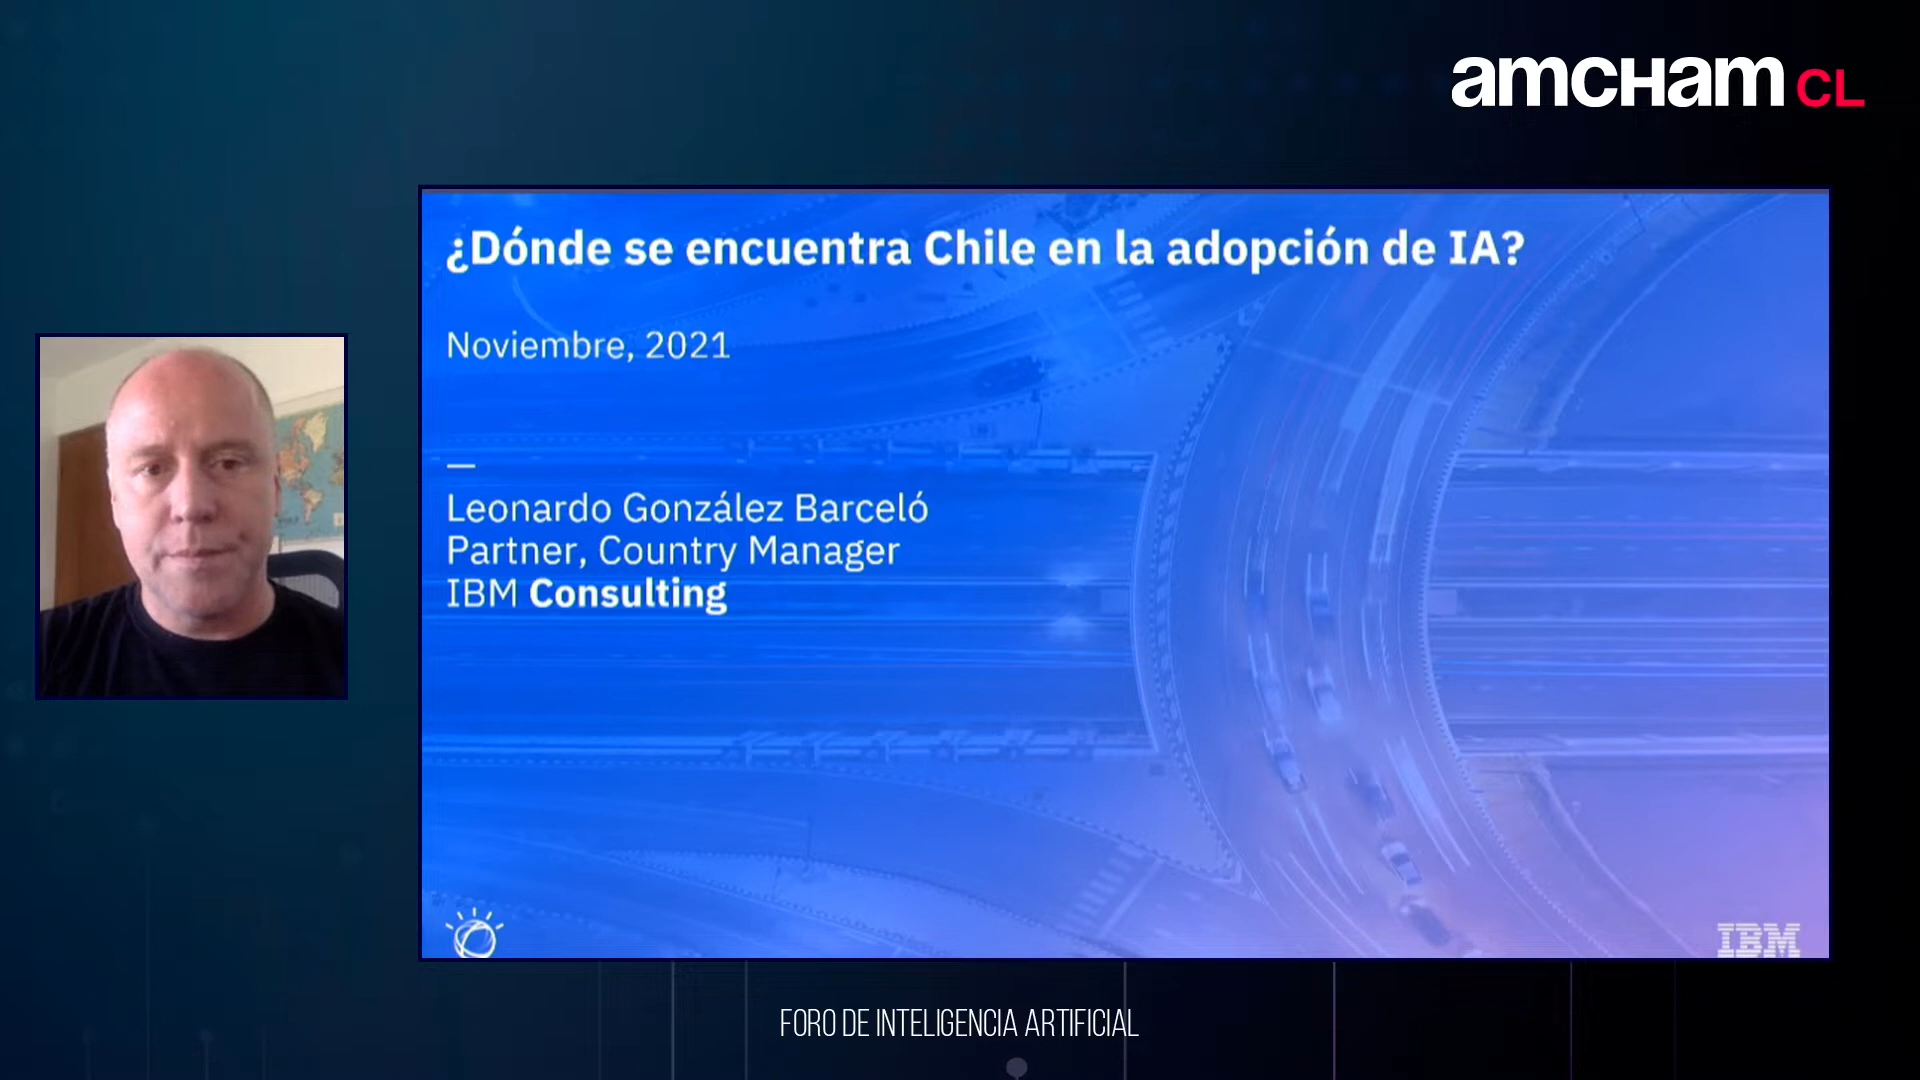 amcHam CL
¿Dónde se encuentra Chile en la adopción de IA?
Noviembre, 2021
Leonardo González Barceló
Partner, Country Manager
IBM Consulting
IBM
FORO DE INTELIGENCIA ARTIFICIAL